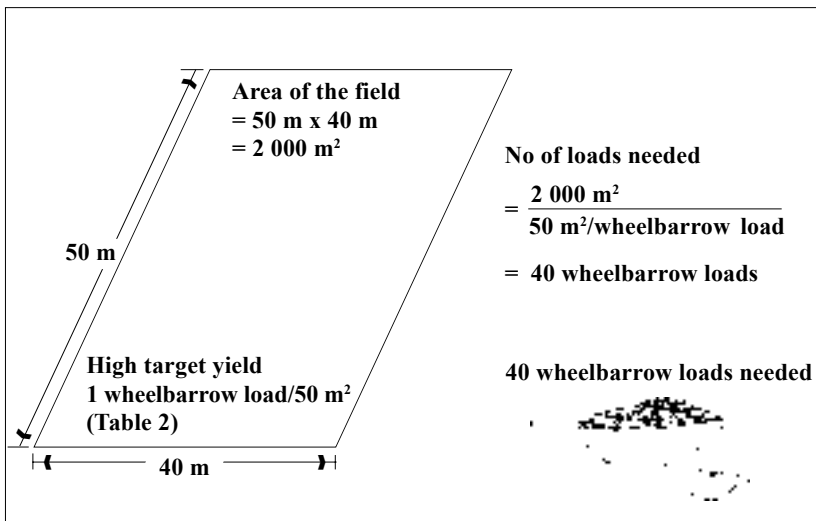 Area of the field
= 50 m x 40 m
= 2 000 m²
50 m
High target yield
1 wheelbarrow load/50 m²
(Table 2)
40 m
No of loads needed
= 2 000 m²
50 m²/wheelbarrow load
= 40 wheelbarrow loads
40 wheelbarrow loads needed